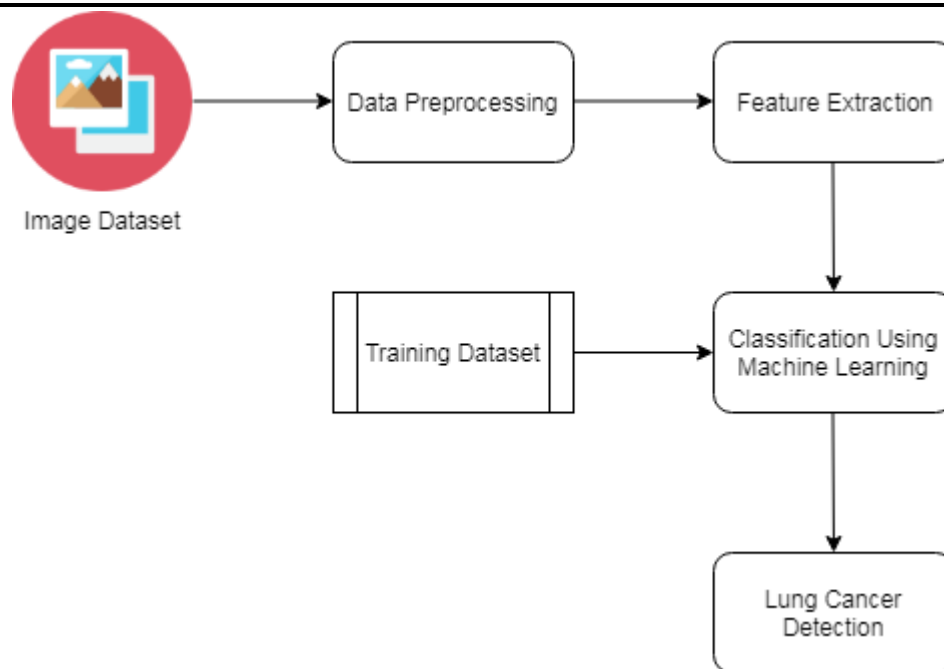 Data Preprocessing
Feature Extraction
Image Dataset
Training Dataset
Classification Using
Machine Learning
Lung Cancer
Detection